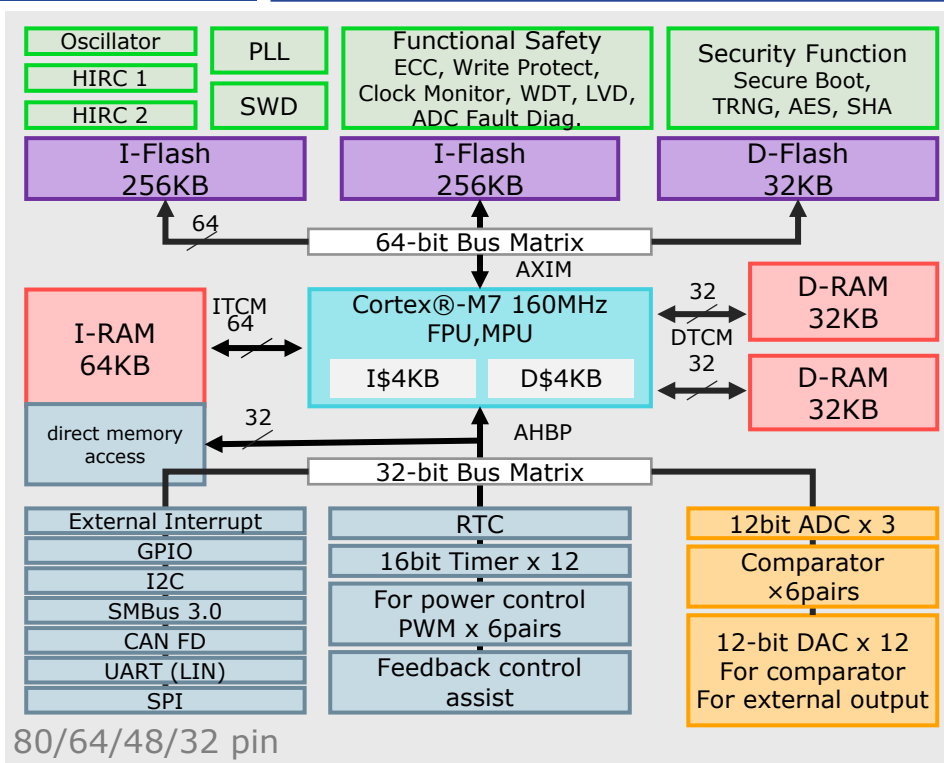 Oscillator
HIRC 1
HIRC 2
PLL
SWD
Functional Safety
ECC, Write Protect,
Clock Monitor, WDT, LVD,
ADC Fault Diag.
Security Function
Secure Boot,
TRNG, AES, SHA
I-Flash
256KB
I-Flash
256KB
D-Flash
32KB
64
64-bit Bus Matrix
AXIM
I-RAM
64KB
ITCM
64
Cortex®-M7 160MHz
FPU,MPU
I$4KB
D$4KB
32
DTCM
32
D-RAM
32KB
D-RAM
32KB
direct memory
access
32
AHBP
32-bit Bus Matrix
External Interrupt
GPIO
I2C
SMBus 3.0
CAN FD
UART (LIN)
SPI
RTC
16bit Timer x 12
For power control
PWM x 6pairs
Feedback control
assist
12bit ADC x 3
Comparator
×6pairs
12-bit DAC x 12
For comparator
For external output
80/64/48/32 pin